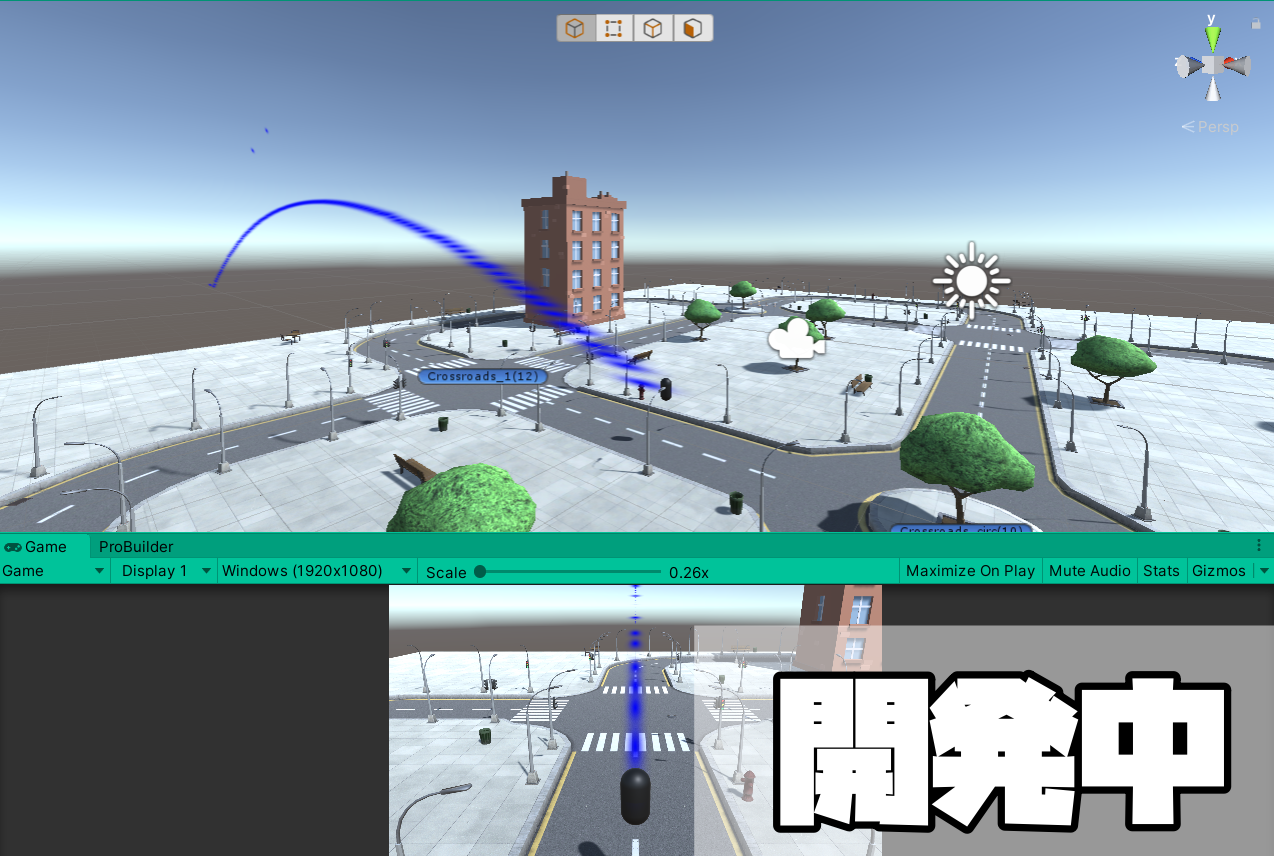 y
Persp
Crossroads_1(12)
Crossroads_circ(10)
Game
ProBuilder
Game
Display 1
Windows (1920x1080)
Scale
0.26x
Maximize On Play
Mute Audio
Stats
Gizmos
開発中